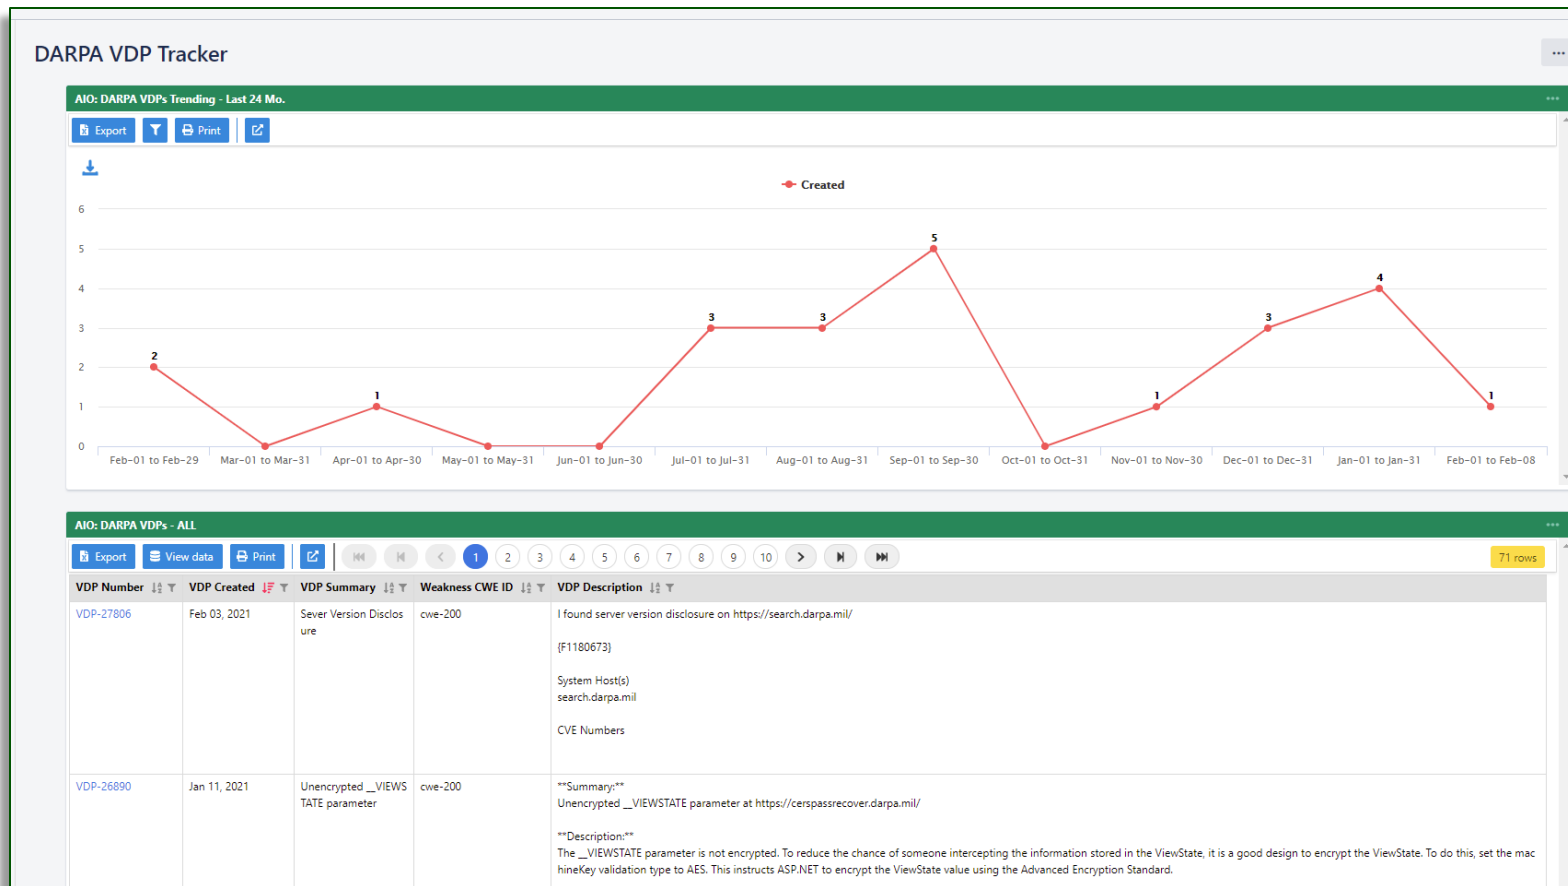 DARPA VDP Tracker
AIO: DARPA VDPs Trending - Last 24 Mo.
Export Print
Created
6
5
4
3
2
1
0
2
1
3
3
5
1
3
4
1
Feb-01 to Feb-29 Mar-01 to Mar-31 Apr-01 to Apr-30 May-01 to May-31 Jun-01 to Jun-30 Jul-01 to Jul-31 Aug-01 to Aug-31 Sep-01 to Sep-30 Oct-01 to Oct-31 Nov-01 to Nov-30 Dec-01 to Dec-31 Jan-01 to Jan-31 Feb-01 to Feb-08
AIO: DARPA VDPs - ALL
Export View data Print 1 2 3 4 5 6 7 8 9 10 71 rows
VDP Number VDP Created VDP Summary Weakness CWE ID VDP Description
VDP-27806 Feb 03, 2021 Sever Version Disclos cwe-200 I found server version disclosure on https://search.darpa.mil/
ure
{F1180673}
System Host(s)
search.darpa.mil
CVE Numbers
VDP-26890 Jan 11, 2021 Unencrypted __VIEWS cwe-200 **Summary:**
TATE parameter Unencrypted __VIEWSTATE parameter at https://cerspassrecover.darpa.mil/
**Description:**
The __VIEWSTATE parameter is not encrypted. To reduce the chance of someone intercepting the information stored in the ViewState, it is a good design to encrypt the ViewState. To do this, set the mac
hineKey validation type to AES. This instructs ASP.NET to encrypt the ViewState value using the Advanced Encryption Standard.